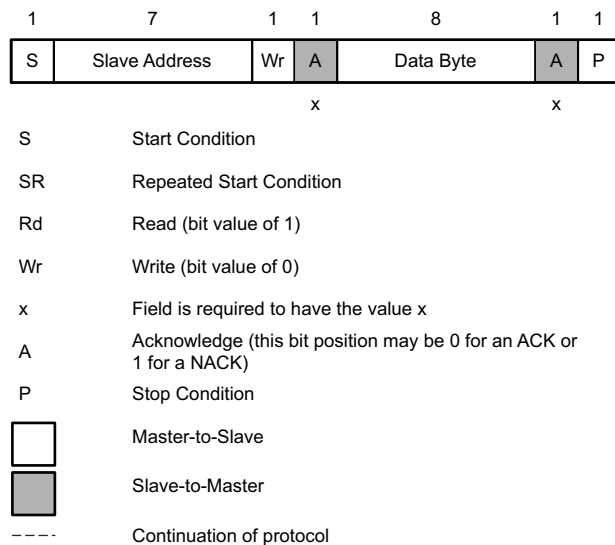 1 7 1 1 8 1 1
S Slave Address Wr A Data Byte A P
x x
S Start Condition
SR Repeated Start Condition
Rd Read (bit value of 1)
Wr Write (bit value of 0)
x Field is required to have the value x
A Acknowledge (this bit position may be 0 for an ACK or
1 for a NACK)
P Stop Condition
Master-to-Slave
Slave-to-Master
Continuation of protocol